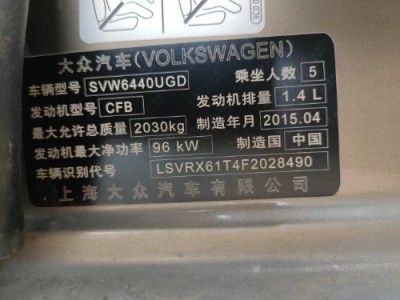 大众汽车(VOLKSWAGEN)
车辆型号 SVW6440UGD 乘坐人数 5
发动机型号 CFB 发动机排量 1.4 L
最大允许总质量 2030kg 制造年月 2015.04
发动机最大净功率 96 kW 制造国 中国
车辆识别代号 LSVRX61T4F2028490
上海大众汽车有限公司